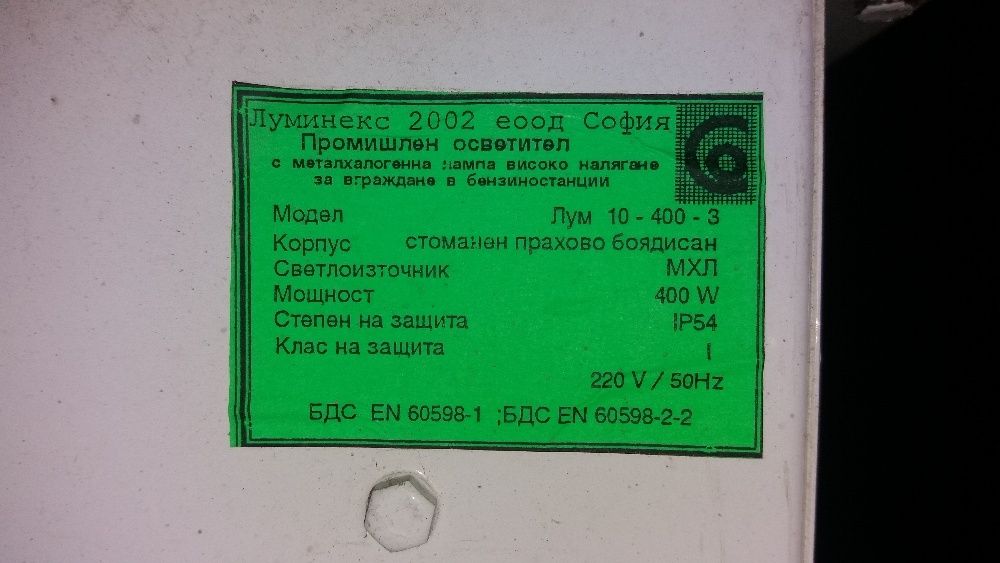 Луминекс 2002 еоод София
Промишлен осветител
с металхалогенна лампа високо налягане
за вграждане в бензиностанции
Модел Лум 10 - 400 - 3
Корпус стоманен прахово боядисан
Светлоизточник МХЛ
Мощност 400 W
Степен на защита IP54
Клас на защита I
220 V / 50Hz
БДС EN 60598-1 ;БДС EN 60598-2-2